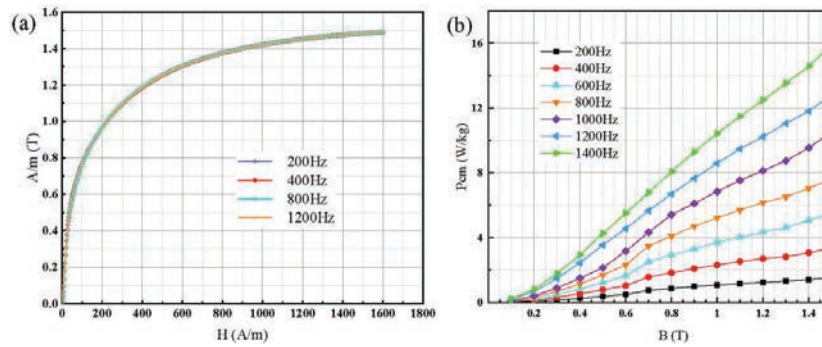 (a)
1.6
1.4
1.2
1.0
0.8
0.6
0.4
0.2
0.0
A/m (T)
200Hz
400Hz
800Hz
1200Hz
0 200 400 600 800 1000 1200 1400 1600 1800
H (A/m)
(b)
16
12
8
4
0
Pcm (W/kg)
200Hz
400Hz
600Hz
800Hz
1000Hz
1200Hz
1400Hz
0.2 0.4 0.6 0.8 1 1.2 1.4
B (T)